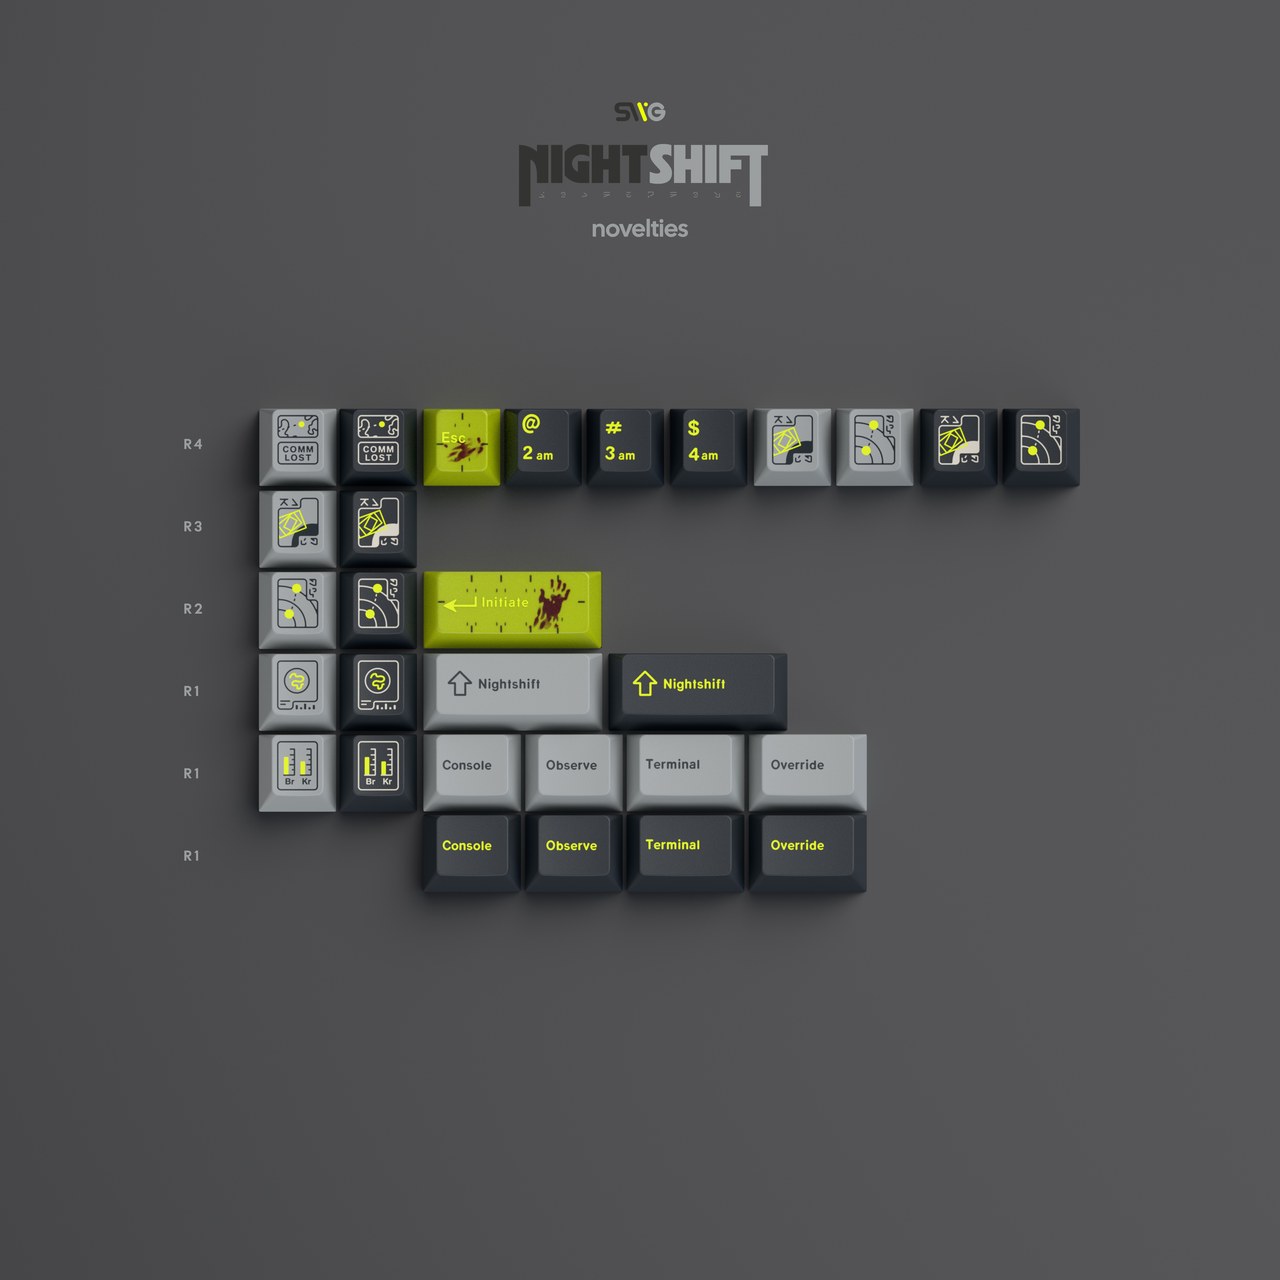 SWG
NIGHTSHIFT
novelties
R4
COMM
LOST
COMM
LOST
Esc
@
2 am
#
3 am
$
4 am
R3
R2
Initiate
R1
Nightshift
Nightshift
R1
Br Kr
Br Kr
Console
Observe
Terminal
Override
R1
Console
Observe
Terminal
Override